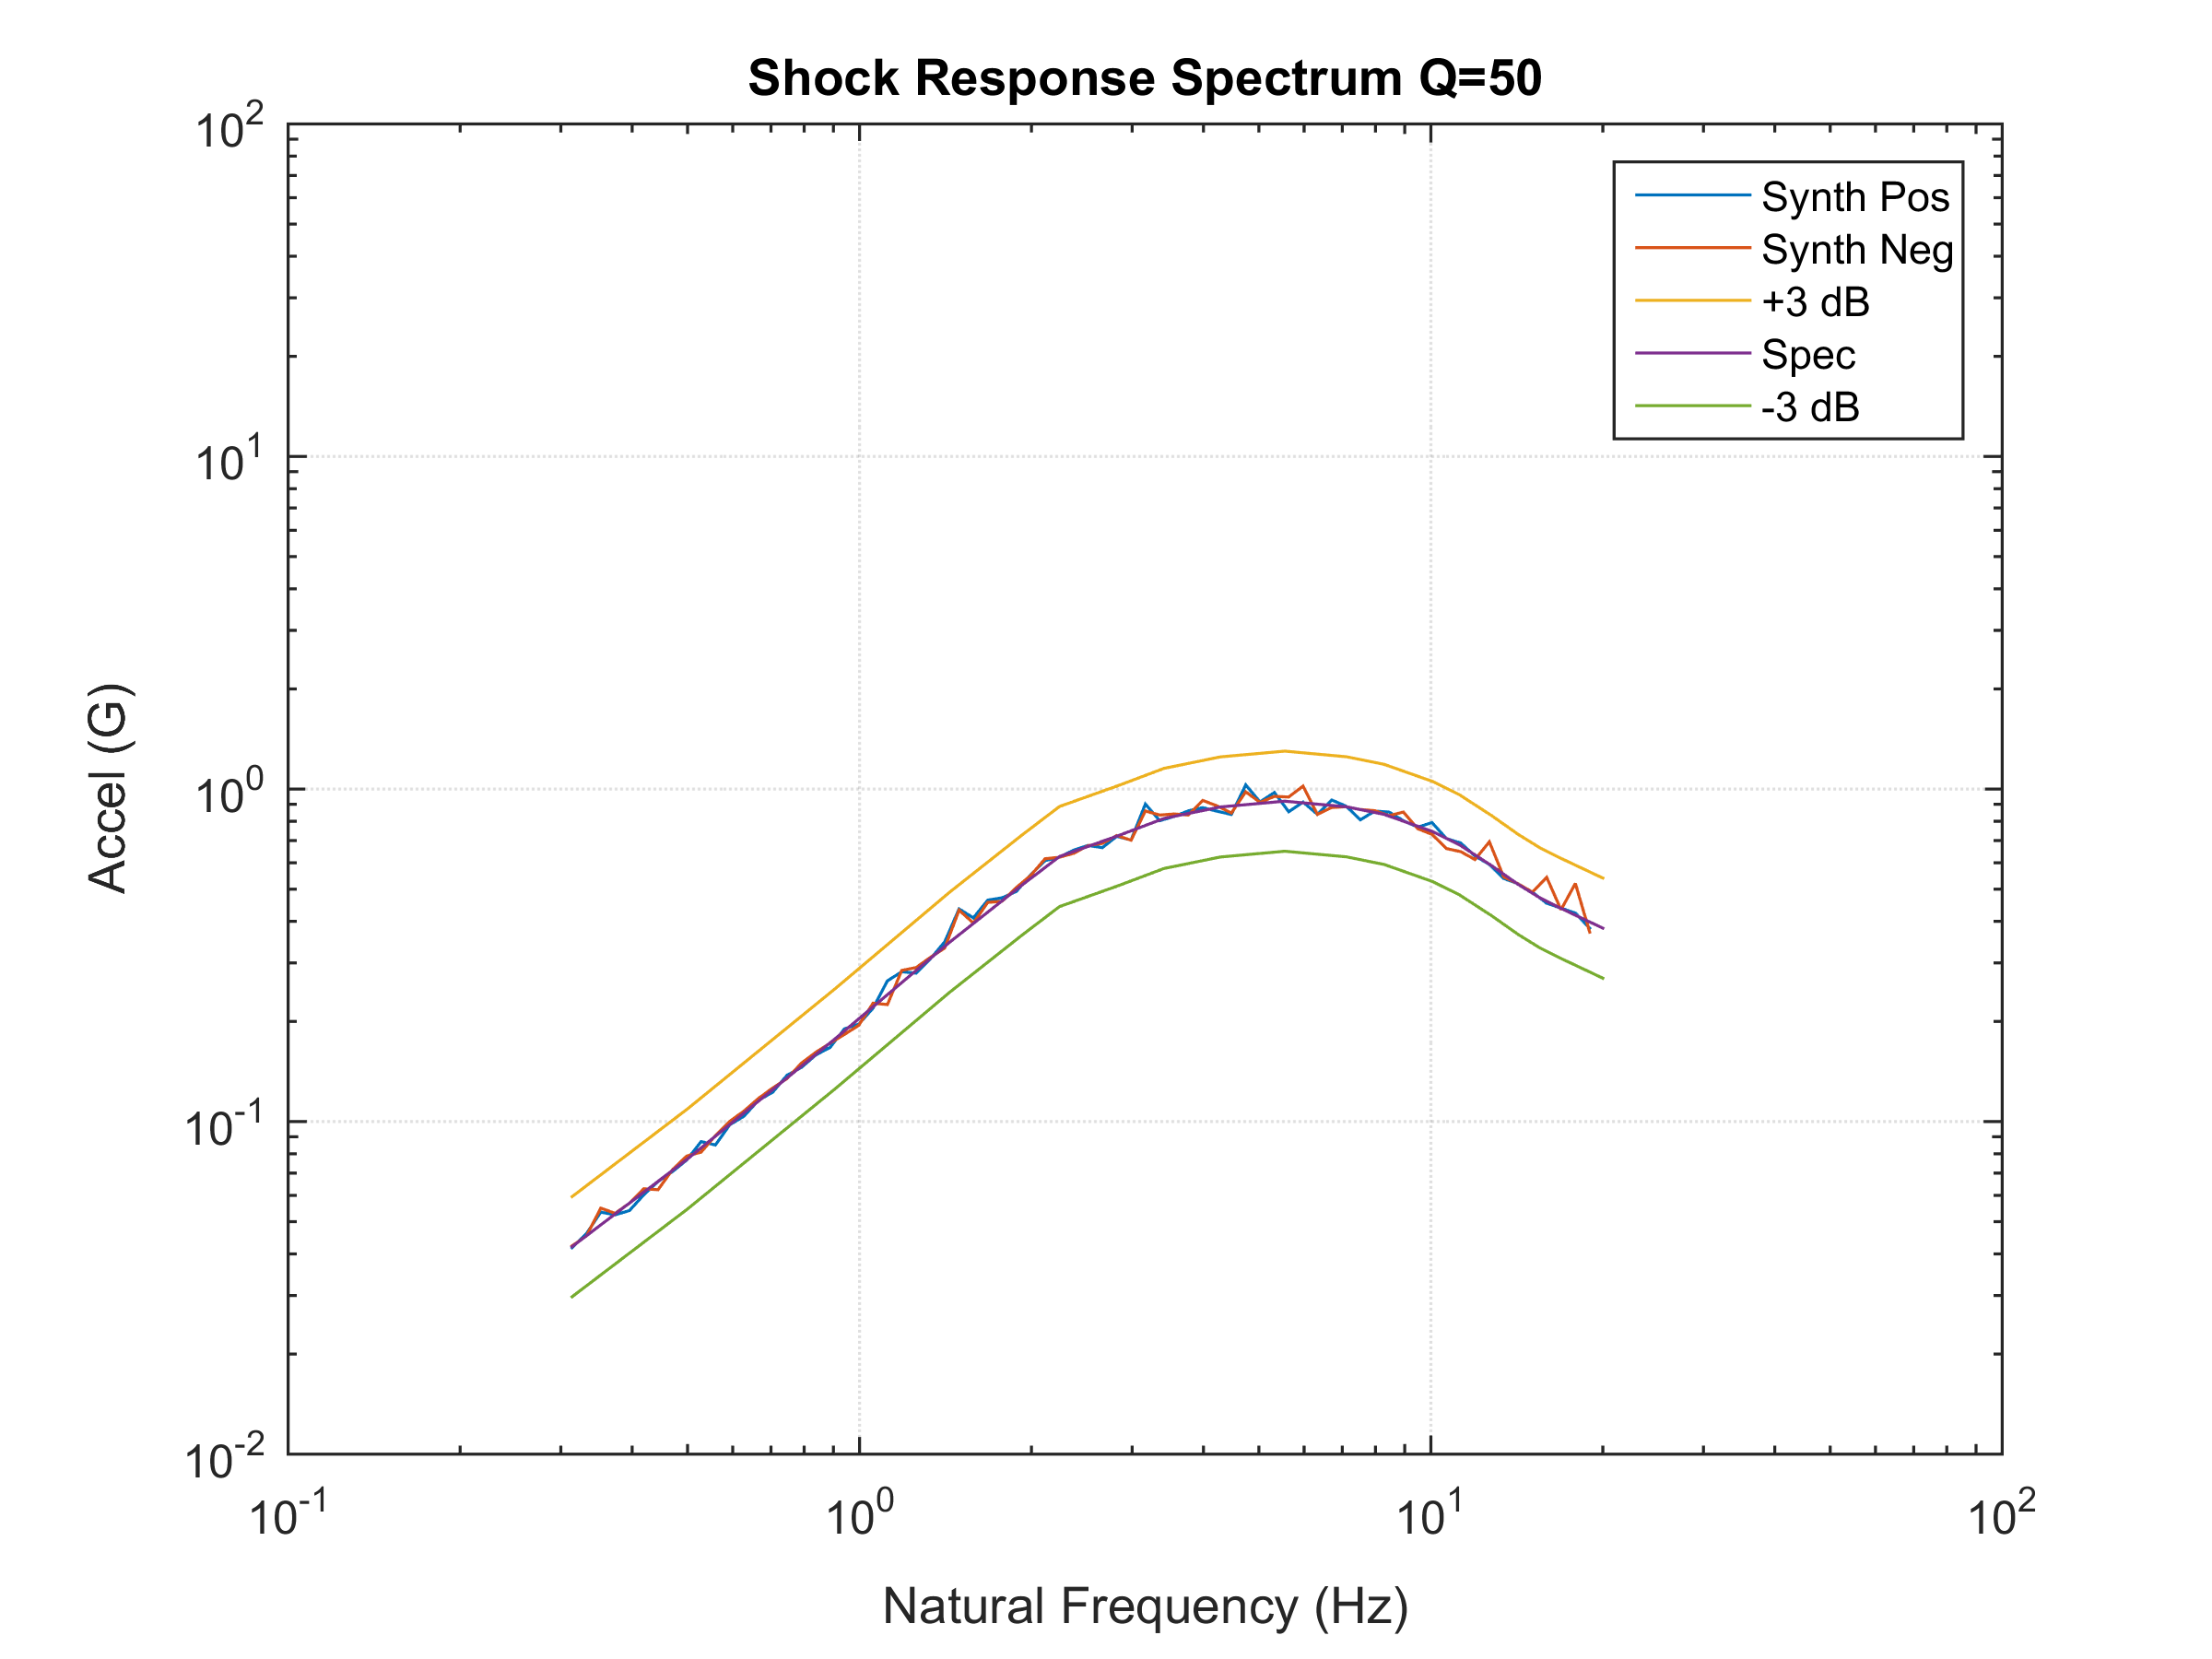 Shock Response Spectrum Q=50
10^2
10^1
10^0
10^-1
10^-2
Accel (G)
Synth Pos
Synth Neg
+3 dB
Spec
-3 dB
10^-1 10^0 10^1 10^2
Natural Frequency (Hz)